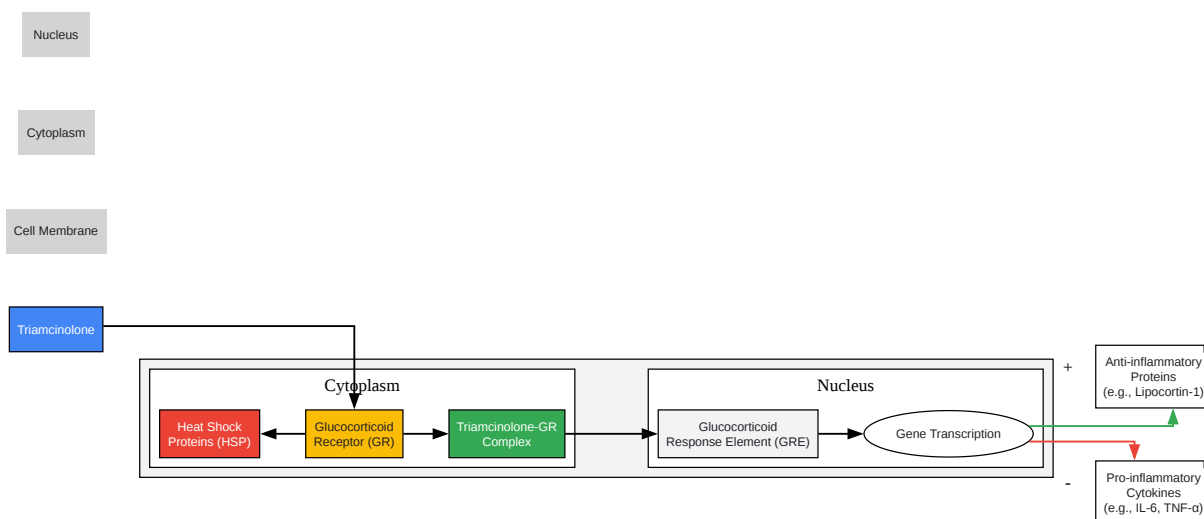 Nucleus
Cytoplasm
Cell Membrane
Triamcinolone
Cytoplasm
Heat Shock
Proteins (HSP)
Glucocorticoid
Receptor (GR)
Triamcinolone-GR
Complex
Nucleus
Glucocorticoid
Response Element (GRE)
Gene Transcription
+
Anti-inflammatory
Proteins
(e.g., Lipocortin-1)
-
Pro-inflammatory
Cytokines
(e.g., IL-6, TNF-α)